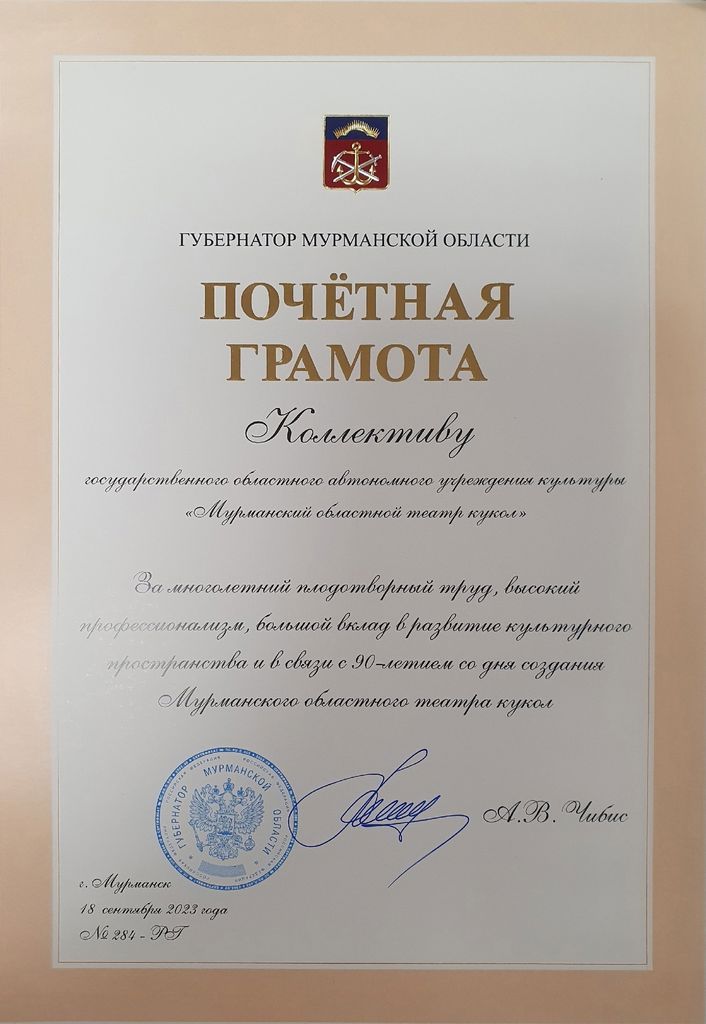 ГУБЕРНАТОР МУРМАНСКОЙ ОБЛАСТИ
ПОЧЁТНАЯ
ГРАМОТА
Коллективу
государственного областного автономного учреждения культуры
«Мурманский областной театр кукол»
За многолетний плодотворный труд, высокий
профессионализм, большой вклад в развитие культурного
пространства и в связи с 90-летием со дня создания
Мурманского областного театра кукол
ГУБЕРНАТОР МУРМАНСКОЙ ОБЛАСТИ
А.В. Чибис
г. Мурманск
18 сентября 2023 года
№ 284 - РГ